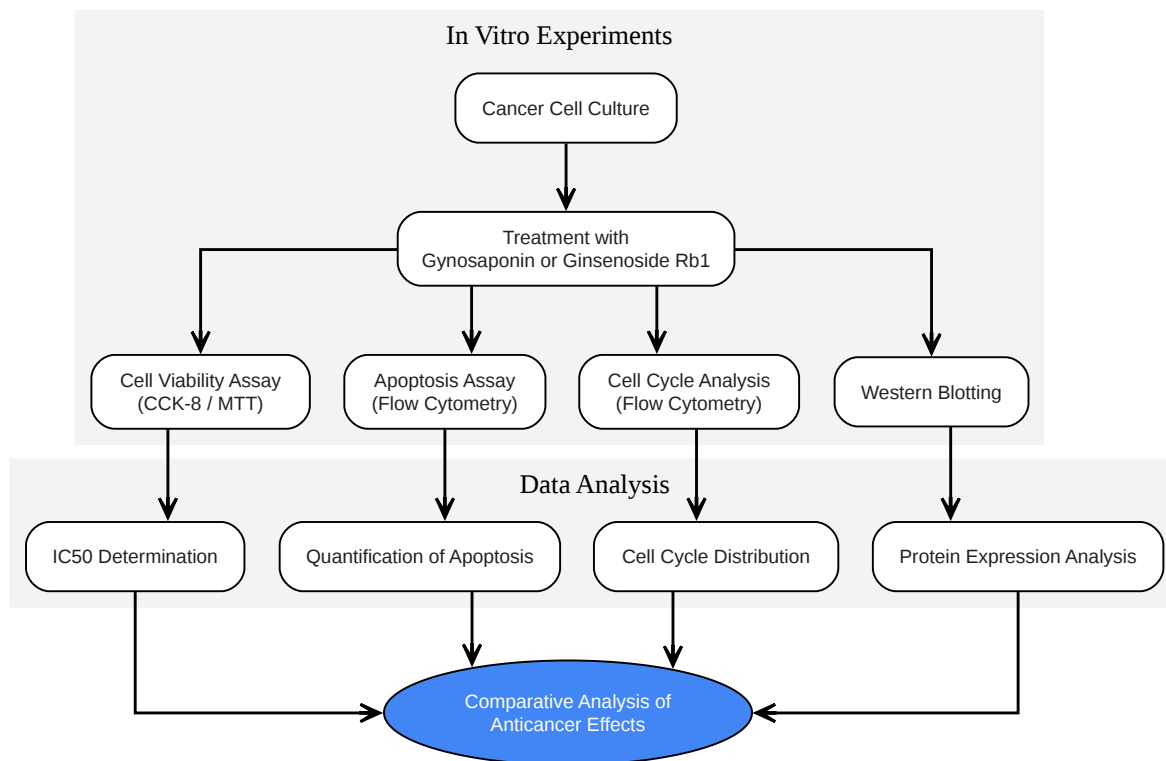 In Vitro Experiments
Cancer Cell Culture
Treatment with
Gynosaponin or Ginsenoside Rb1
Cell Viability Assay
(CCK-8 / MTT)
Apoptosis Assay
(Flow Cytometry)
Cell Cycle Analysis
(Flow Cytometry)
Western Blotting
Data Analysis
IC50 Determination
Quantification of Apoptosis
Cell Cycle Distribution
Protein Expression Analysis
Comparative Analysis of
Anticancer Effects